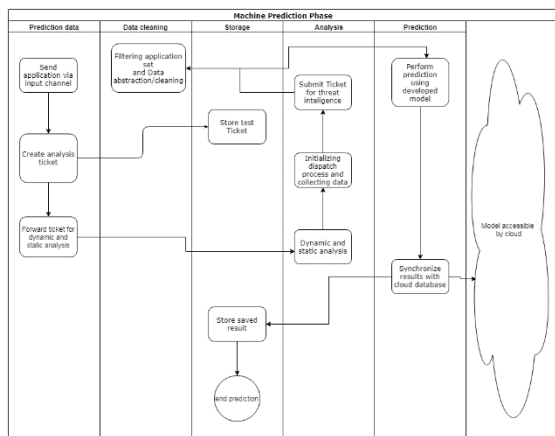 Machine Prediction Phase
Prediction data
Data cleaning
Storage
Analysis
Prediction
Send
application via
input channel
Filtering application
set
and Data
abstraction/cleaning
Submit Ticket
for threat
inteligence
Perform
prediction
using
developed
model
Store test
Ticket
Create analysis
ticket
Initializing
dispatch
process and
collecting data
Forward ticket for
dynamic and
static analysis
Dynamic and
static analysis
Model accessible
by cloud
Synchronize
results with
cloud database
Store saved
result
end prediction